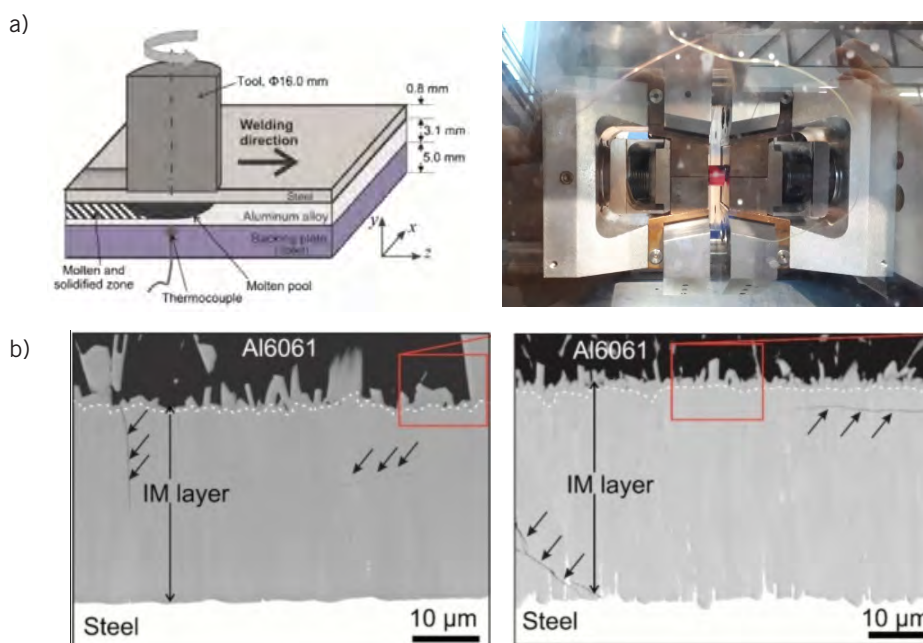 a)
Tool, Φ16.0 mm
Welding
direction
0.8 mm
3.1 mm
5.0 mm
Steel
Aluminum alloy
Backing plate
(steel)
y
x
z
Molten and
solidified zone
Thermocouple
Molten pool
b)
Al6061
IM layer
Steel
10 μm
Al6061
IM layer
Steel
10 μm